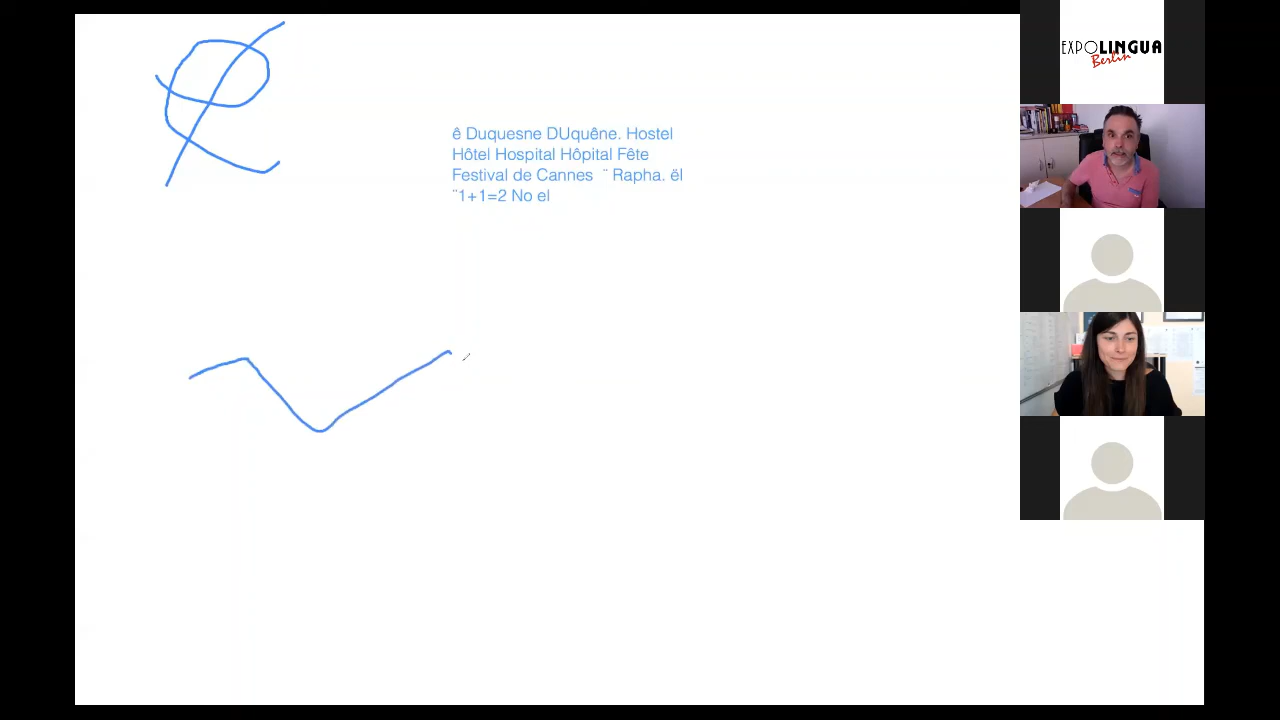 ê Duquesne DUquêne. Hostel
Hôtel Hospital Hôpital Fête
Festival de Cannes ¨ Rapha. ël
¨1+1=2 No el
EXPOLINGUA
Berlin